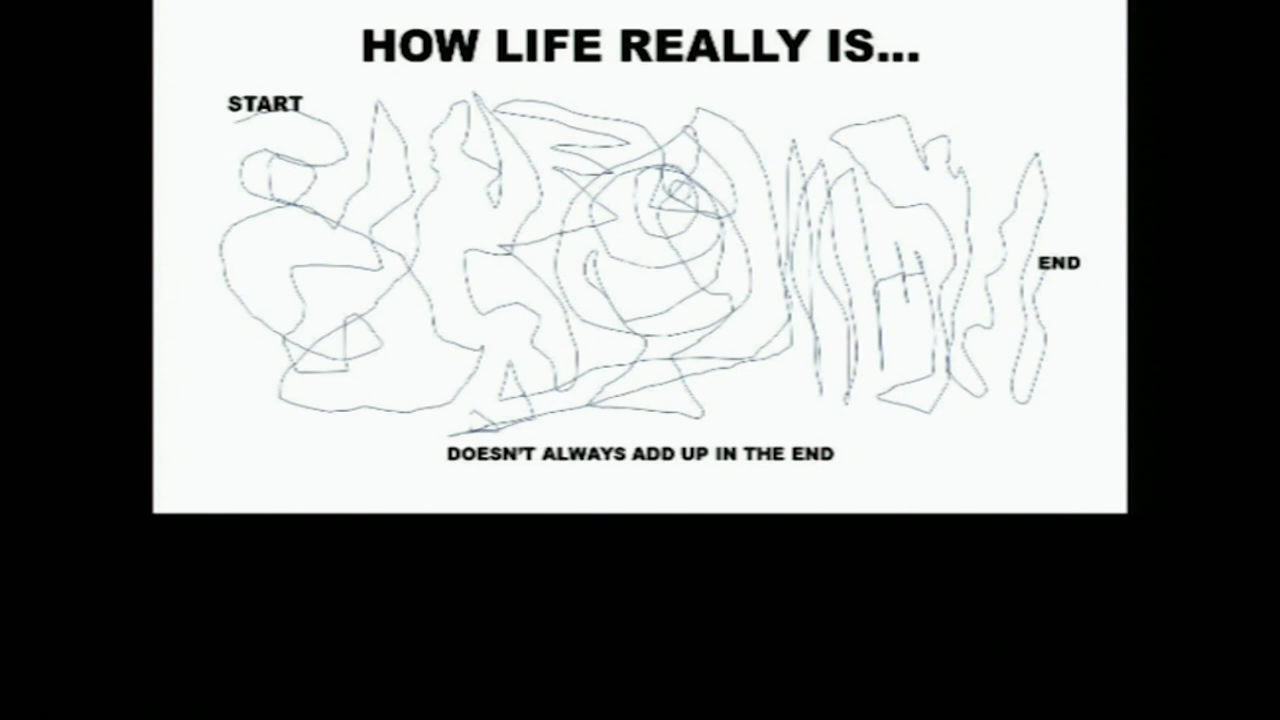 HOW LIFE REALLY IS...
START
END
DOESN'T ALWAYS ADD UP IN THE END